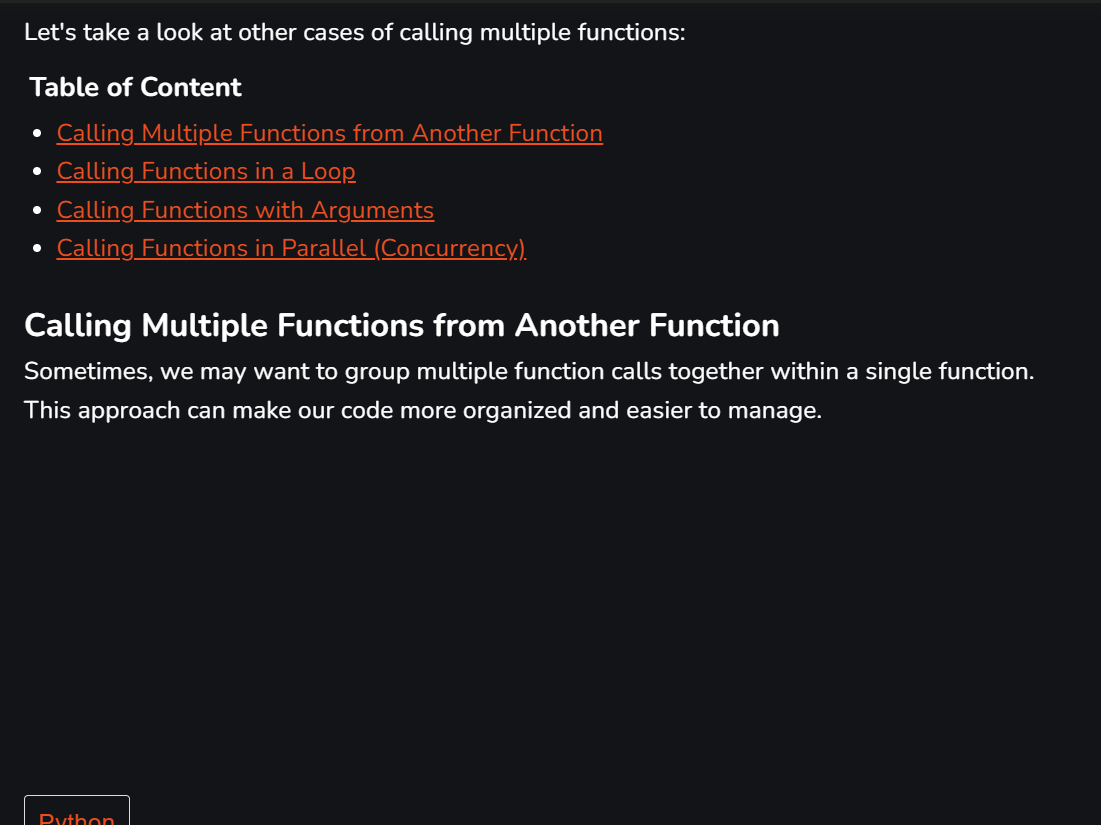 Let's take a look at other cases of calling multiple functions:
Table of Content
Calling Multiple Functions from Another Function
Calling Functions in a Loop
Calling Functions with Arguments
Calling Functions in Parallel (Concurrency)
Calling Multiple Functions from Another Function
Sometimes, we may want to group multiple function calls together within a single function.
This approach can make our code more organized and easier to manage.
Python